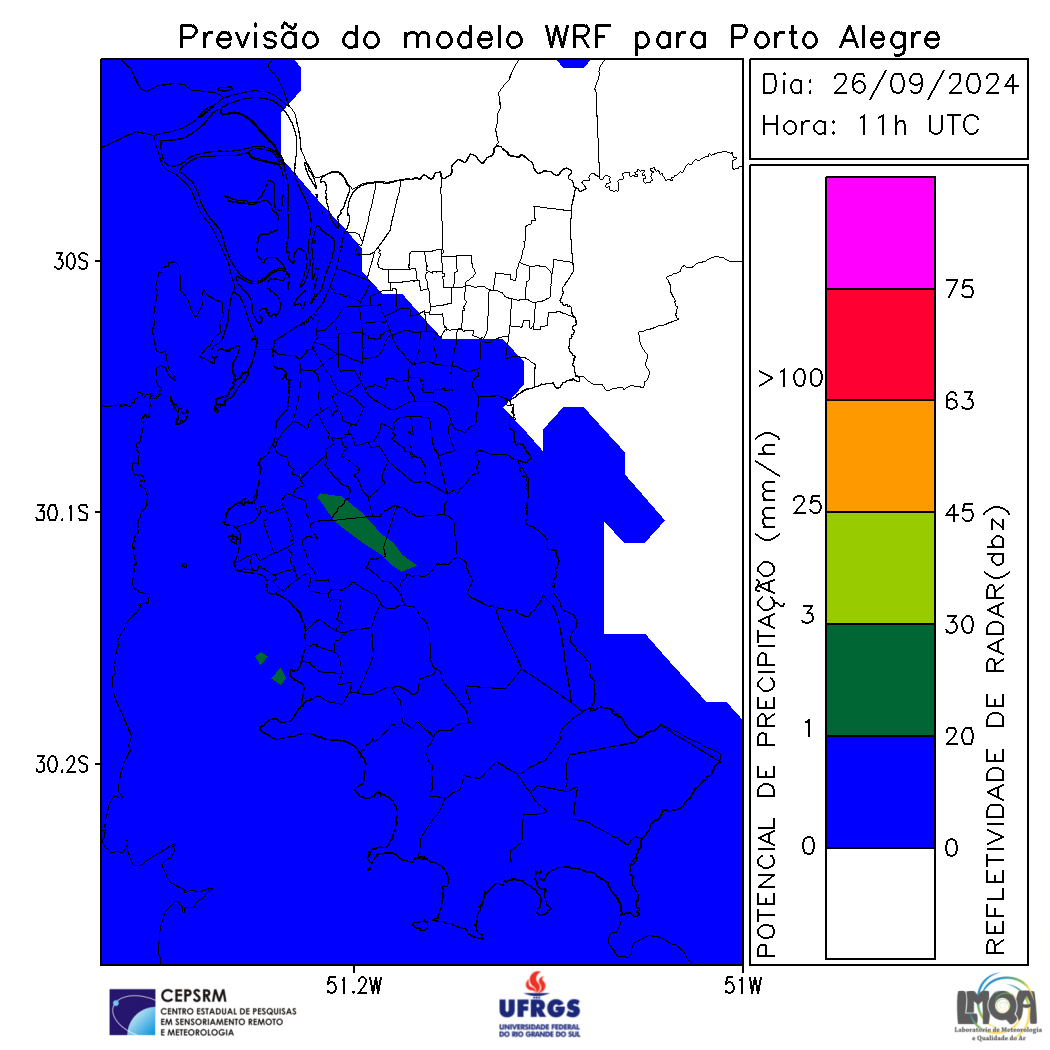 Previsão do modelo WRF para Porto Alegre
Dia: 26/09/2024
Hora: 11h UTC
30S
30.1S
30.2S
51.2W
51W
POTENCIAL DE PRECIPITAÇÃO (mm/h)
>100
25
3
1
0
75
63
45
30
20
0
REFLETIVIDADE DE RADAR(dbz)
CEPSRM
CENTRO ESTADUAL DE PESQUISAS
EM SENSORIAMENTO REMOTO
E METEOROLOGIA
UFRGS
UNIVERSIDADE FEDERAL
DO RIO GRANDE DO SUL
LMQA
Laboratório de Meteorologia
e Qualidade do Ar